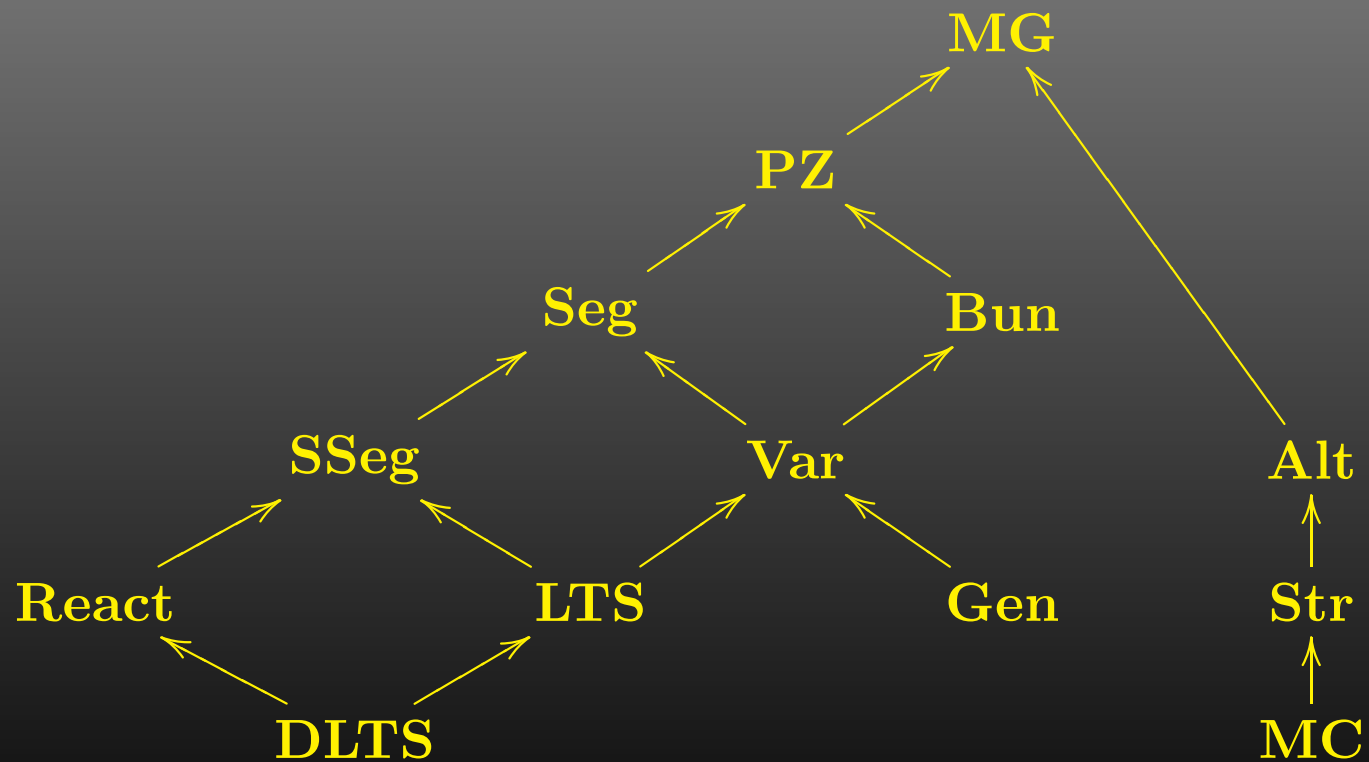 MG
PZ
Seg Bun
SSeg Var Alt
React LTS Gen Str
DLTS MC